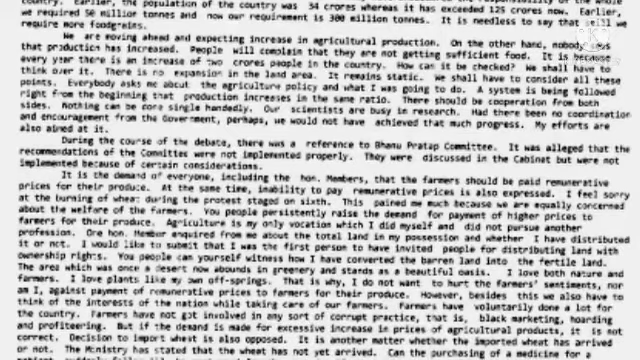 country. Earlier, the population of the country was 34 crores whereas it has exceeded 125 crores now. Earlier,
we required 50 million tonnes and now our requirement is 300 million tonnes. It is needless to say that still we
require more foodgrains.
We are moving ahead and expecting increase in agricultural production. On the other hand, nobody says
that production has increased. People will complain that they are not getting sufficient food. It is because
every year there is an increase of two crores people in the country. How can it be checked? We shall have to
think over it. There is no expansion in the land area. It remains static. We shall have to consider all these
points. Everybody asks me about the agriculture policy and what I was going to do. A system is being followed
right from the beginning that production increases in the same ratio. There should be cooperation from both
sides. Nothing can be done single handedly. Our scientists are busy in research. Had there been no coordination
and encouragement from the Government, perhaps, we would not have achieved that much progress. My efforts are
also aimed at it.
During the course of the debate, there was a reference to Bhanu Pratap Committee. It was alleged that the
recommendations of the Committee were not implemented properly. They were discussed in the Cabinet but were not
implemented because of certain considerations.
It is the demand of everyone, including the hon. Members, that the farmers should be paid remunerative
prices for their produce. At the same time, inability to pay remunerative prices is also expressed. I feel sorry
at the burning of wheat during the protest staged on sixth. This pained me much because we are equally concerned
about the welfare of the farmers. You people persistently raise the demand for payment of higher prices to
farmers for their produce. Agriculture is my only vocation which I did myself and did not pursue another
profession. One hon. Member enquired from me about the total land in my possession and whether I have distributed
it or not. I would like to submit that I was the first person to have invited people for distributing land with
ownership rights. You people can yourself witness how I have converted the barren land into the fertile land.
The area which was once a desert now abounds in greenery and stands as a beautiful oasis. I love both nature and
farmers. I love plants like my own off-springs. That is why, I do not want to hurt the farmers' sentiments, nor
am I, against payment of remunerative prices to farmers for their produce. However, besides this we also have to
think of the interests of the nation while taking care of our farmers. Farmers have voluntarily done a lot for
the country. Farmers have not got involved in any sort of corrupt practice, that is, black marketing, hoarding
and profiteering. But if the demand is made for excessive increase in prices of agricultural products, it is not
correct. Decision to import wheat is also opposed. It is another matter whether the imported wheat has arrived
or not. The Ministry has stated that the wheat has not yet arrived. Can the purchasing of a medicine for a